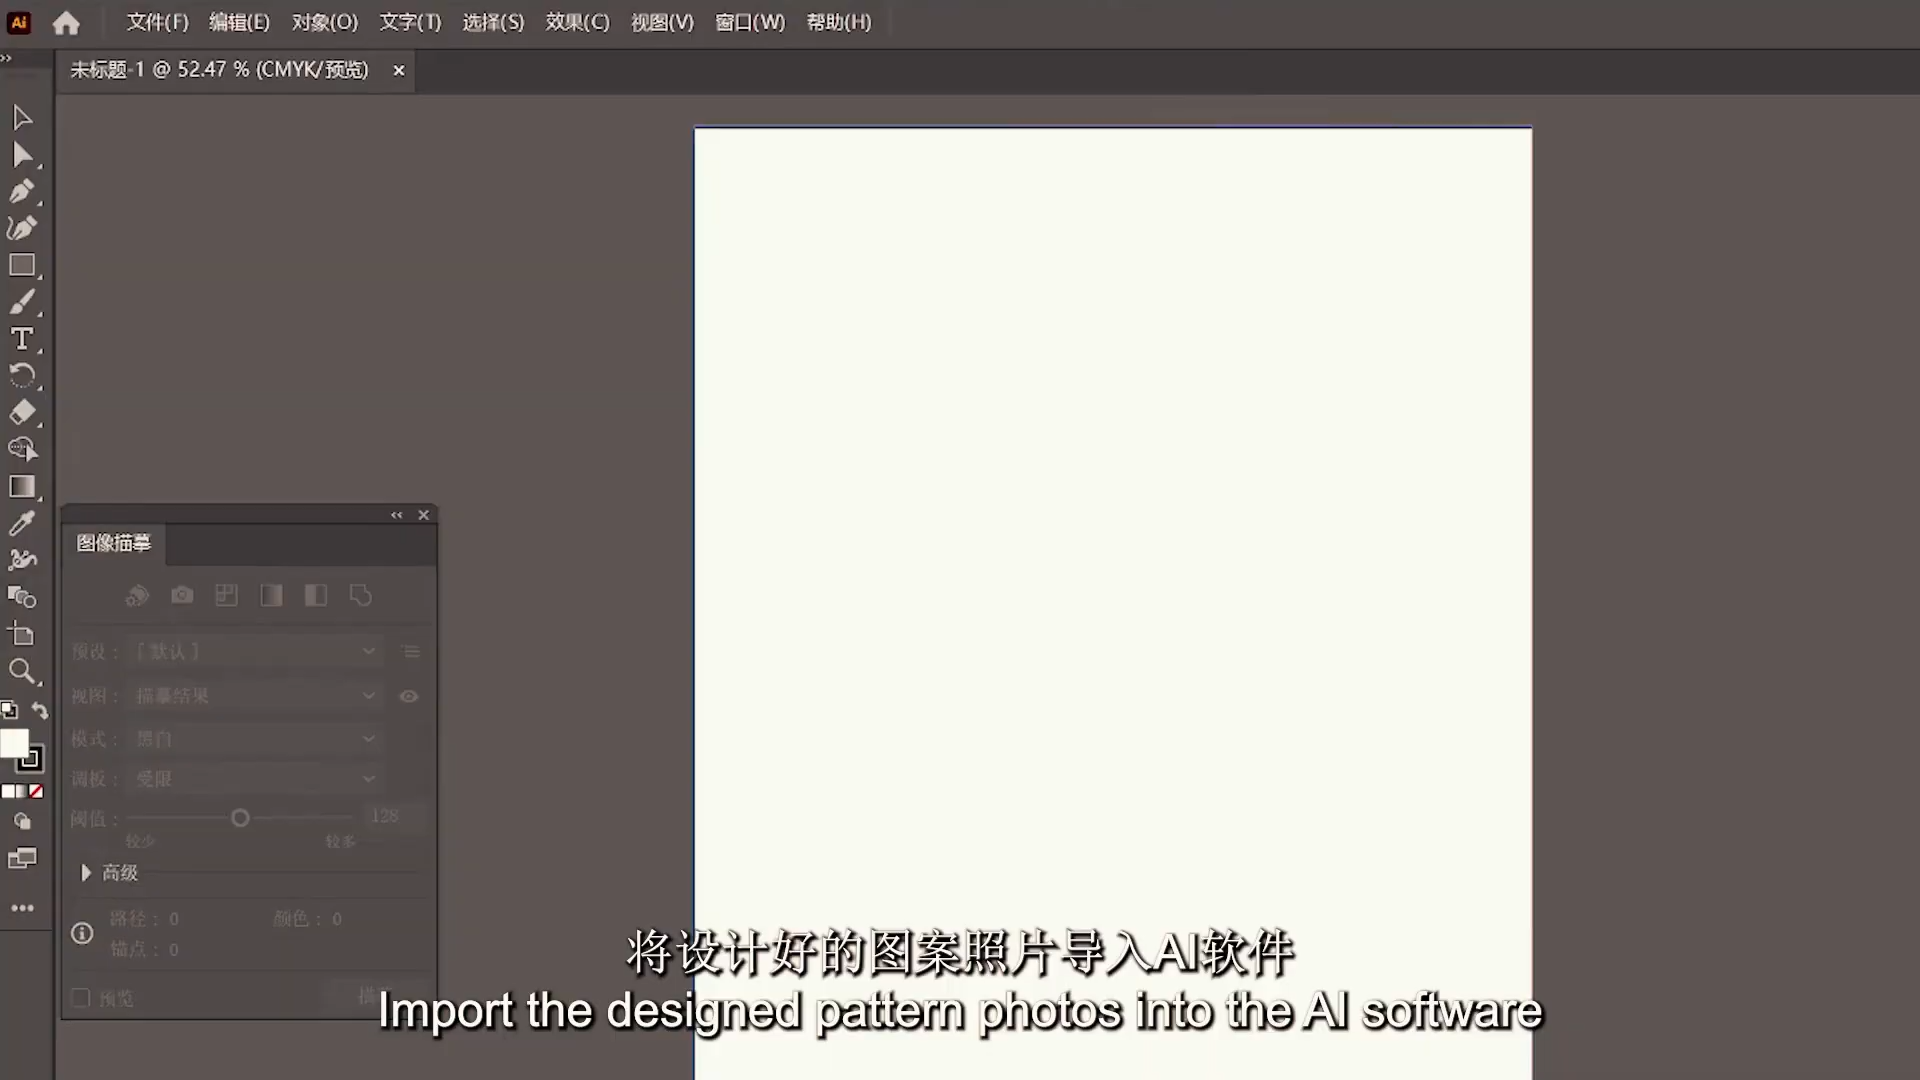 Ai
文件(F) 编辑(E) 对象(O) 文字(T) 选择(S) 效果(C) 视图(V) 窗口(W) 帮助(H)
未标题-1 @ 52.47 % (CMYK/预览) ×
图像描摹
预设： [ 默认 ]
视图： 描摹结果
模式： 黑白
调板： 受限
阈值： 128
较少 较多
高级
路径： 0 颜色： 0
锚点： 0
预览
将设计好的图案照片导入AI软件
Import the designed pattern photos into the AI software